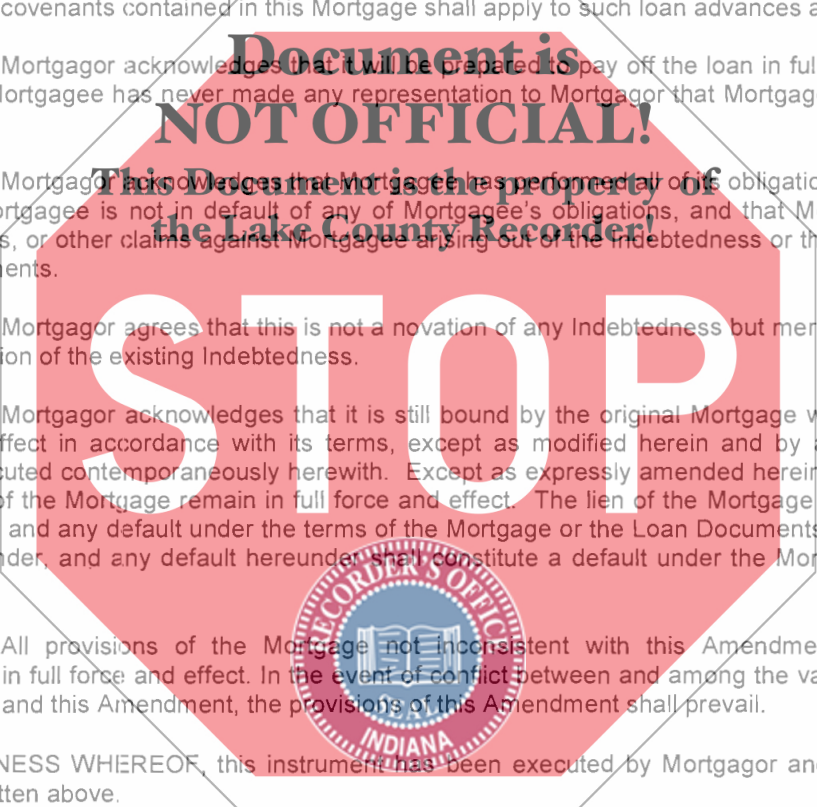 covenants contained in this Mortgage shall apply to such loan advances a
Document is
Mortgagor acknowledges that it will be prepared to pay off the loan in ful
ortgagee has never made any representation to Mortgagor that Mortgag
NOT OFFICIAL!
This Document is the property of
Mortgagor acknowledges that Mortgagee has performed all of its obligatio
rtgagee is not in default of any of Mortgagee's obligations, and that M
the Lake County Recorder!
s, or other claims against Mortgagee arising out of the Indebtedness or th
ents.
STOP
Mortgagor agrees that this is not a novation of any Indebtedness but mer
ion of the existing Indebtedness.
Mortgagor acknowledges that it is still bound by the original Mortgage w
ffect in accordance with its terms, except as modified herein and by a
cuted contemporaneously herewith. Except as expressly amended herein
of the Mortgage remain in full force and effect. The lien of the Mortgage
and any default under the terms of the Mortgage or the Loan Documents
nder, and any default hereunder shall constitute a default under the Mor
RECORDER'S OFFICE
SEAL
INDIANA
All provisions of the Mortgage not inconsistent with this Amendme
in full force and effect. In the event of conflict between and among the va
and this Amendment, the provisions of this Amendment shall prevail.
NESS WHEREOF, this instrument has been executed by Mortgagor and
tten above.